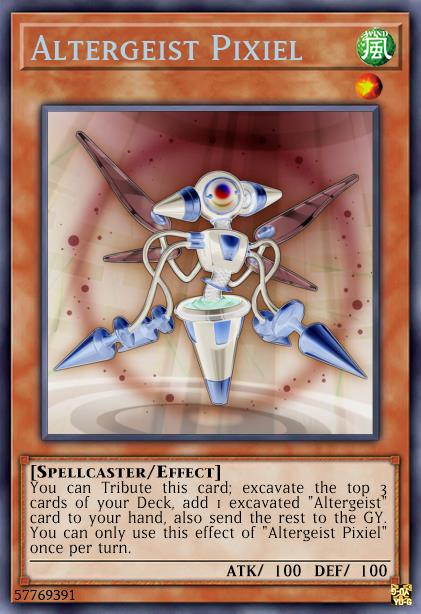 ALTERGEIST PIXIEL
WIND
風
[SPELLCASTER/EFFECT]
You can Tribute this card; excavate the top 3
cards of your Deck, add 1 excavated "Altergeist"
card to your hand, also send the rest to the GY.
You can only use this effect of "Altergeist Pixiel"
once per turn.
ATK/ 100 DEF/ 100
57769391